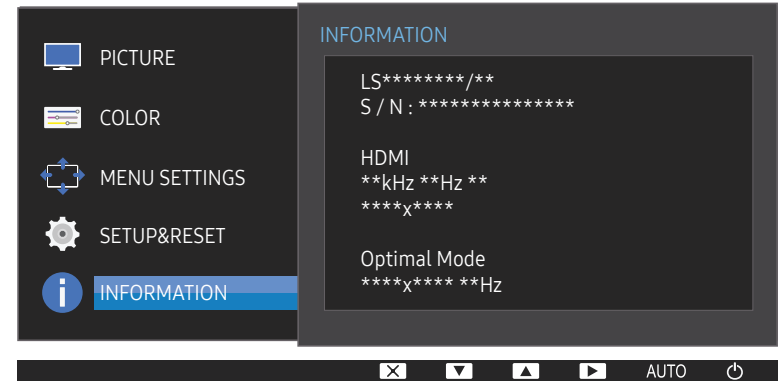 PICTURE
COLOR
MENU SETTINGS
SETUP&RESET
INFORMATION
INFORMATION
LS********/**
S / N : ***************
HDMI
**kHz **Hz **
****x****
Optimal Mode
****x**** **Hz
AUTO